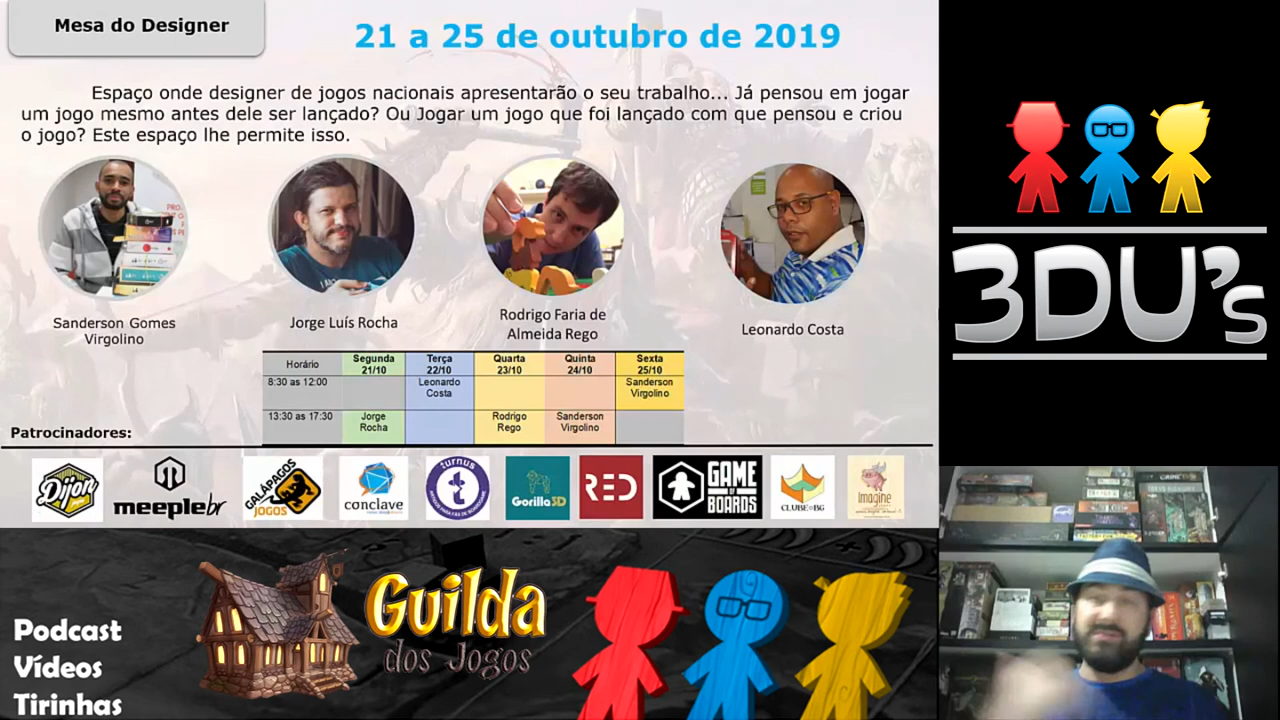 Mesa do Designer
21 a 25 de outubro de 2019
Espaço onde designer de jogos nacionais apresentarão o seu trabalho... Já pensou em jogar
um jogo mesmo antes dele ser lançado? Ou Jogar um jogo que foi lançado com que pensou e criou
o jogo? Este espaço lhe permite isso.
Sanderson Gomes
Virgolino
Jorge Luís Rocha
Rodrigo Faria de
Almeida Rego
Leonardo Costa
Horário Segunda 21/10 Terça 22/10 Quarta 23/10 Quinta 24/10 Sexta 25/10
8:30 as 12:00 Leonardo Costa Sanderson Virgolino
13:30 as 17:30 Jorge Rocha Rodrigo Rego Sanderson Virgolino
Patrocinadores:
Dijon
meeplebr
GALÁPAGOS
JOGOS
conclave
turnus
Gorilla3D
RED
GAME
OF
BOARDS
CLUBE do BG
imagine
3DU's
Podcast
Vídeos
Tirinhas
Guilda
dos Jogos